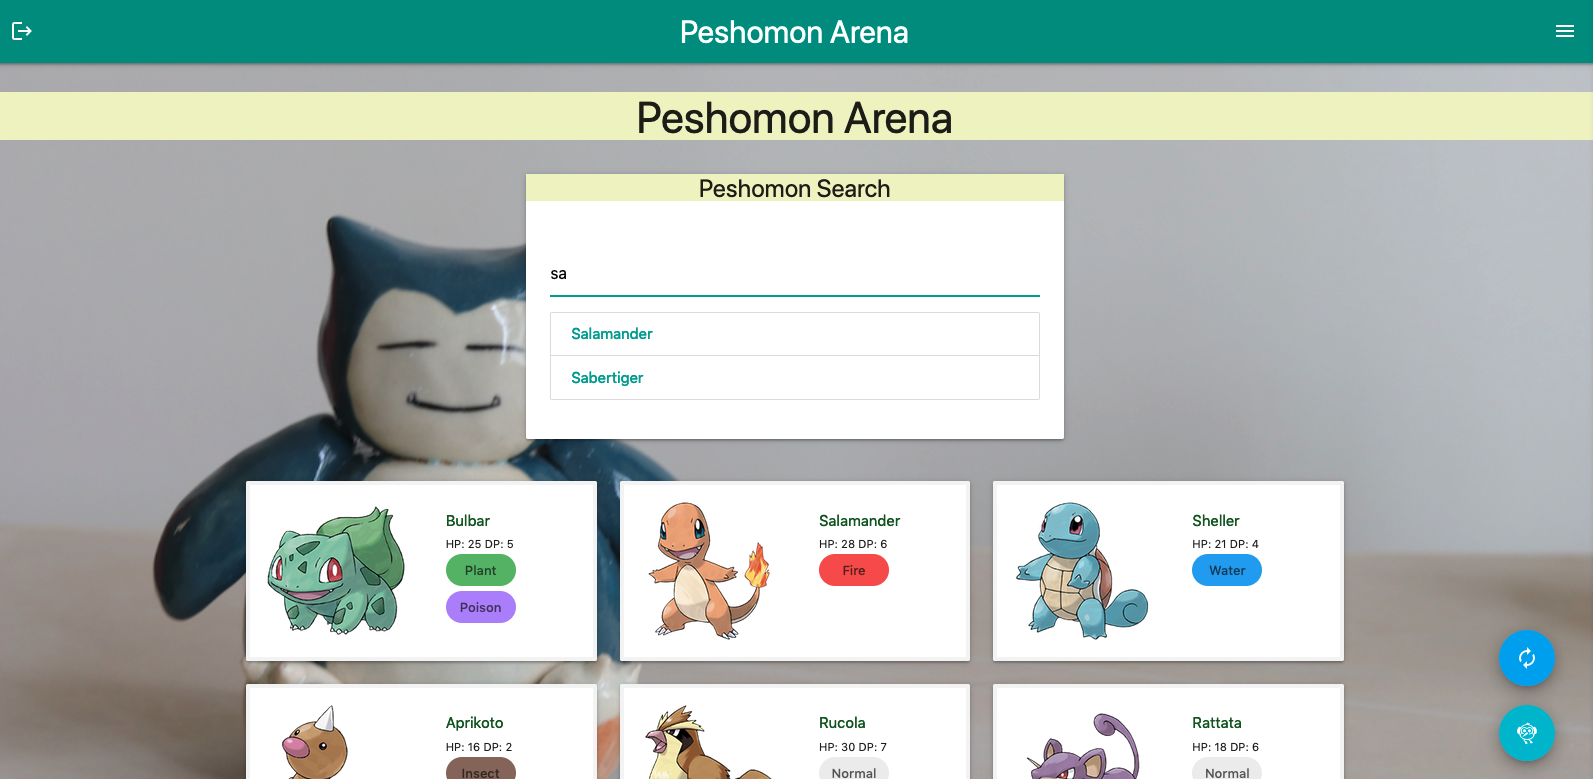 Peshomon Arena
Peshomon Arena
Peshomon Search
sa
Salamander
Sabertiger
Bulbar
HP: 25 DP: 5
Plant
Poison
Salamander
HP: 28 DP: 6
Fire
Sheller
HP: 21 DP: 4
Water
Aprikoto
HP: 16 DP: 2
Insect
Rucola
HP: 30 DP: 7
Normal
Rattata
HP: 18 DP: 6
Normal